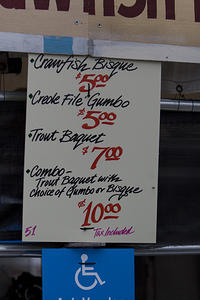 • Crawfish Bisque
$5.00
• Creole File' Gumbo
$5.00
• Trout Baquet
$7.00
• Combo -
Trout Baquet with
choice of Gumbo or Bisque
$10.00
51
Tax Included